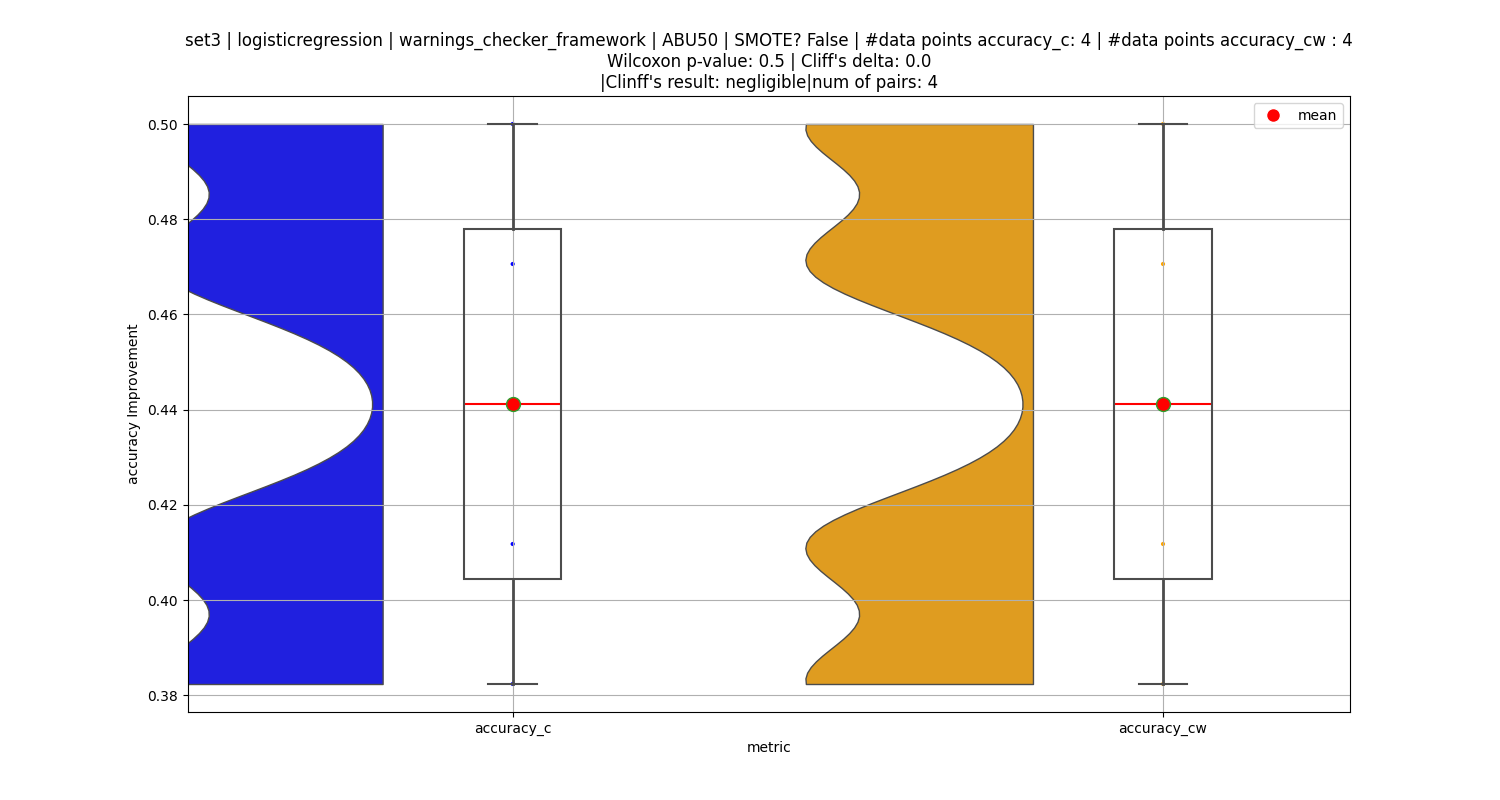 set3 | logisticregression | warnings_checker_framework | ABU50 | SMOTE? False | #data points accuracy_c: 4 | #data points accuracy_cw : 4
Wilcoxon p-value: 0.5 | Cliff's delta: 0.0
|Clinff's result: negligible|num of pairs: 4
mean
0.50
0.48
0.46
0.44
0.42
0.40
0.38
accuracy Improvement
accuracy_c
accuracy_cw
metric